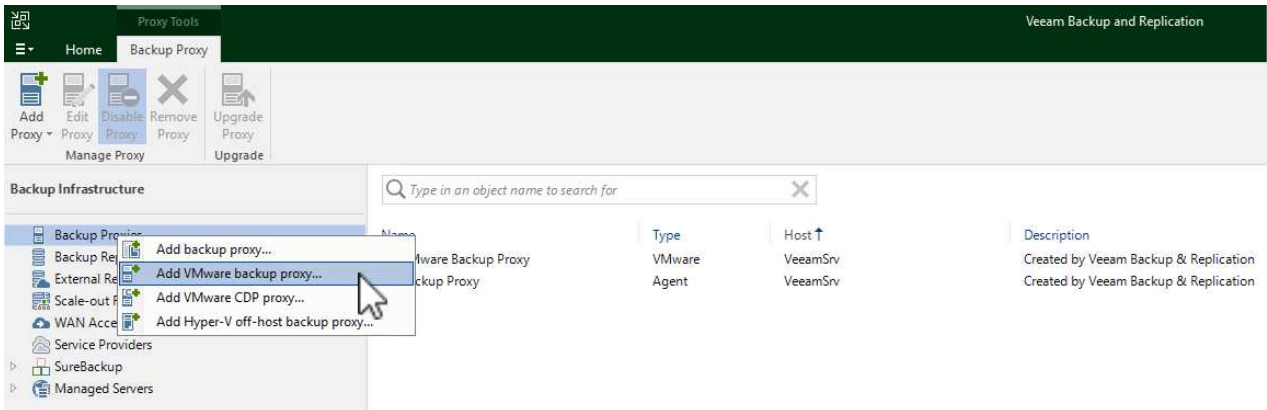 Proxy Tools
Veeam Backup and Replication
Home
Backup Proxy
Add Proxy
Edit Proxy
Disable Proxy
Remove Proxy
Upgrade Proxy
Manage Proxy
Upgrade
Backup Infrastructure
Type in an object name to search for
Name Type Host Description
Mware Backup Proxy VMware VeeamSrv Created by Veeam Backup & Replication
ckup Proxy Agent VeeamSrv Created by Veeam Backup & Replication
Backup Proxies
Backup Rep
External Re
Scale-out R
WAN Acce
Service Providers
SureBackup
Managed Servers
Add backup proxy...
Add VMware backup proxy...
Add VMware CDP proxy...
Add Hyper-V off-host backup proxy...